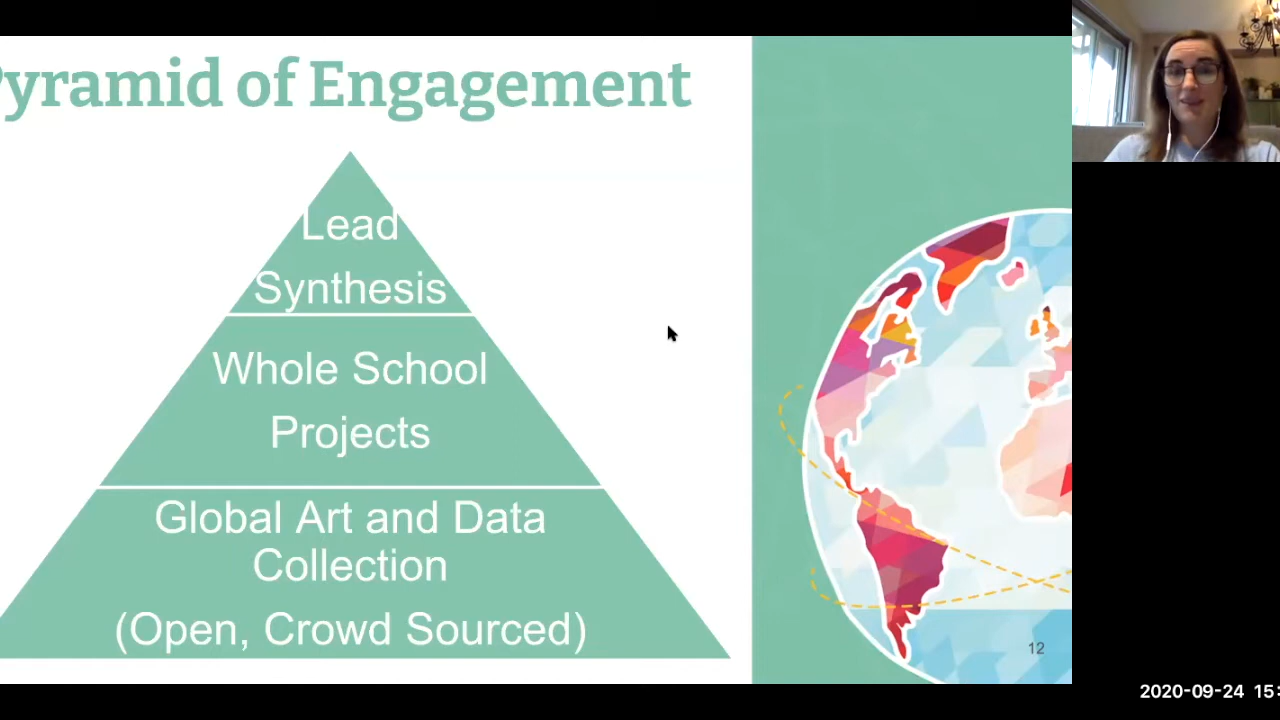 Pyramid of Engagement
Lead
Synthesis
Whole School
Projects
Global Art and Data
Collection
(Open, Crowd Sourced)
12
2020-09-24 15: